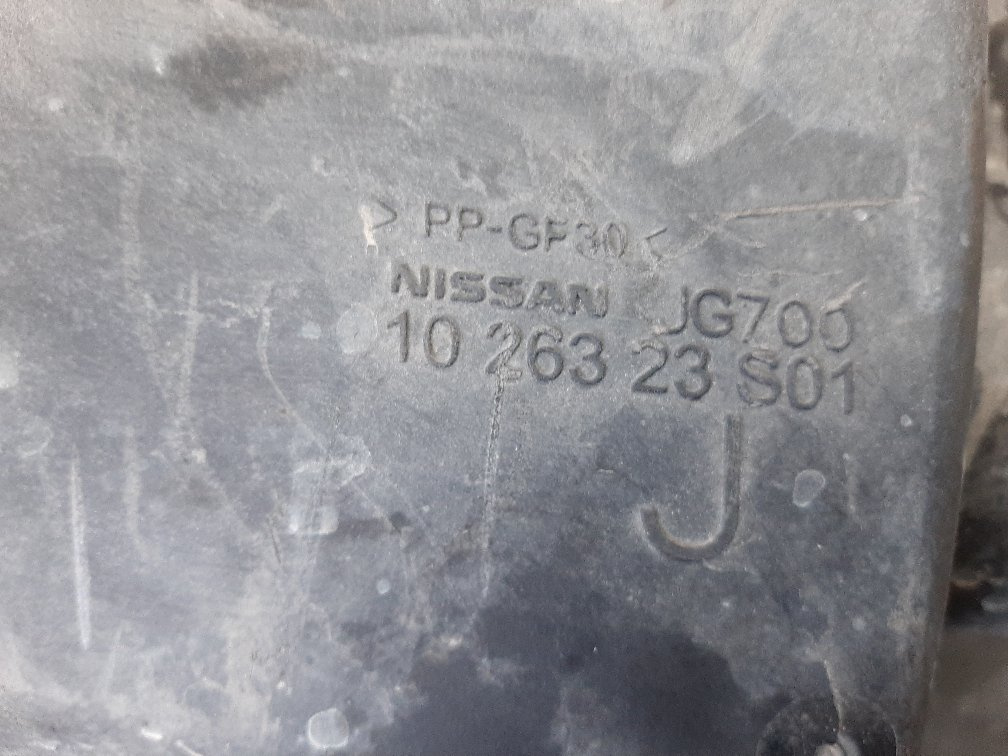 > PP-GF30 <
NISSAN JG700
10 263 23 S01
J